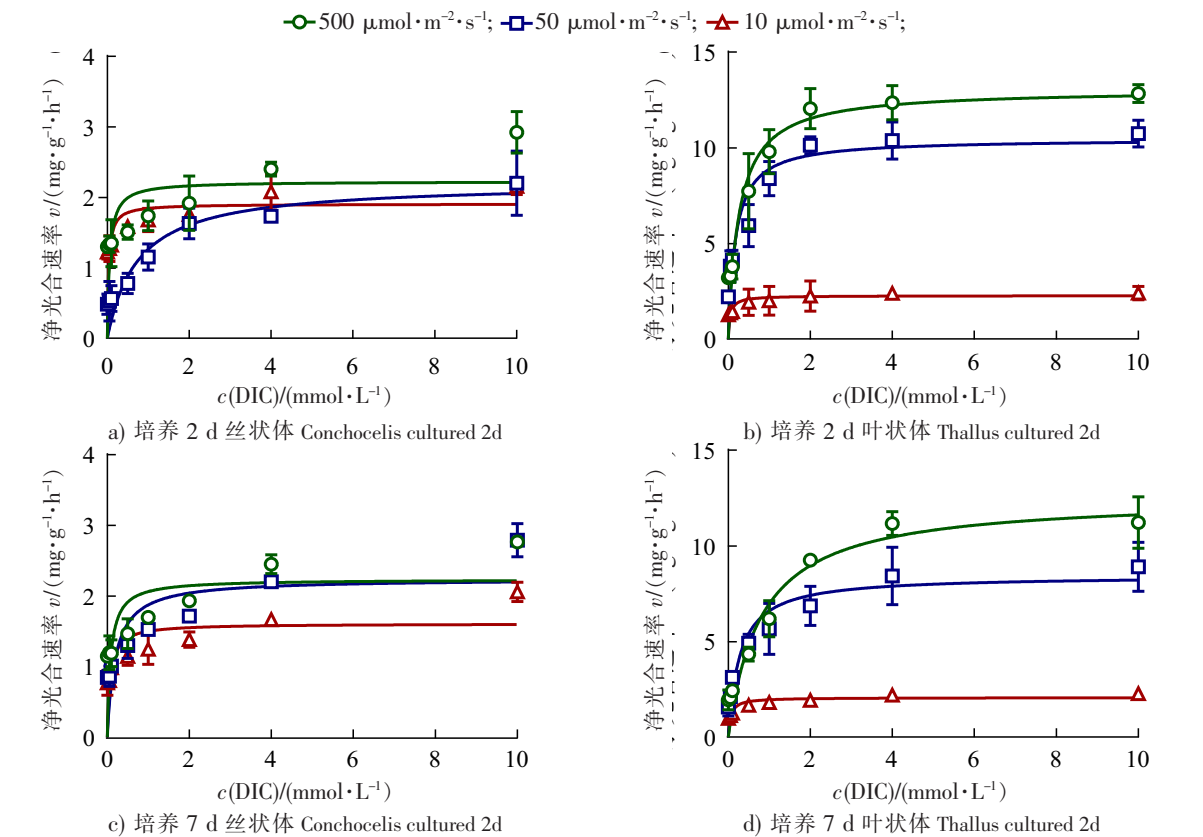 500 μmol·m⁻²·s⁻¹; 50 μmol·m⁻²·s⁻¹; 10 μmol·m⁻²·s⁻¹;
净光合速率 v/(mg·g⁻¹·h⁻¹)
4
3
2
1
0
0 2 4 6 8 10
c(DIC)/(mmol·L⁻¹)
a) 培养 2 d 丝状体 Conchocelis cultured 2d
净光合速率 v/(mg·g⁻¹·h⁻¹)
15
10
5
0
0 2 4 6 8 10
c(DIC)/(mmol·L⁻¹)
b) 培养 2 d 叶状体 Thallus cultured 2d
净光合速率 v/(mg·g⁻¹·h⁻¹)
4
3
2
1
0
0 2 4 6 8 10
c(DIC)/(mmol·L⁻¹)
c) 培养 7 d 丝状体 Conchocelis cultured 2d
净光合速率 v/(mg·g⁻¹·h⁻¹)
15
10
5
0
0 2 4 6 8 10
c(DIC)/(mmol·L⁻¹)
d) 培养 7 d 叶状体 Thallus cultured 2d